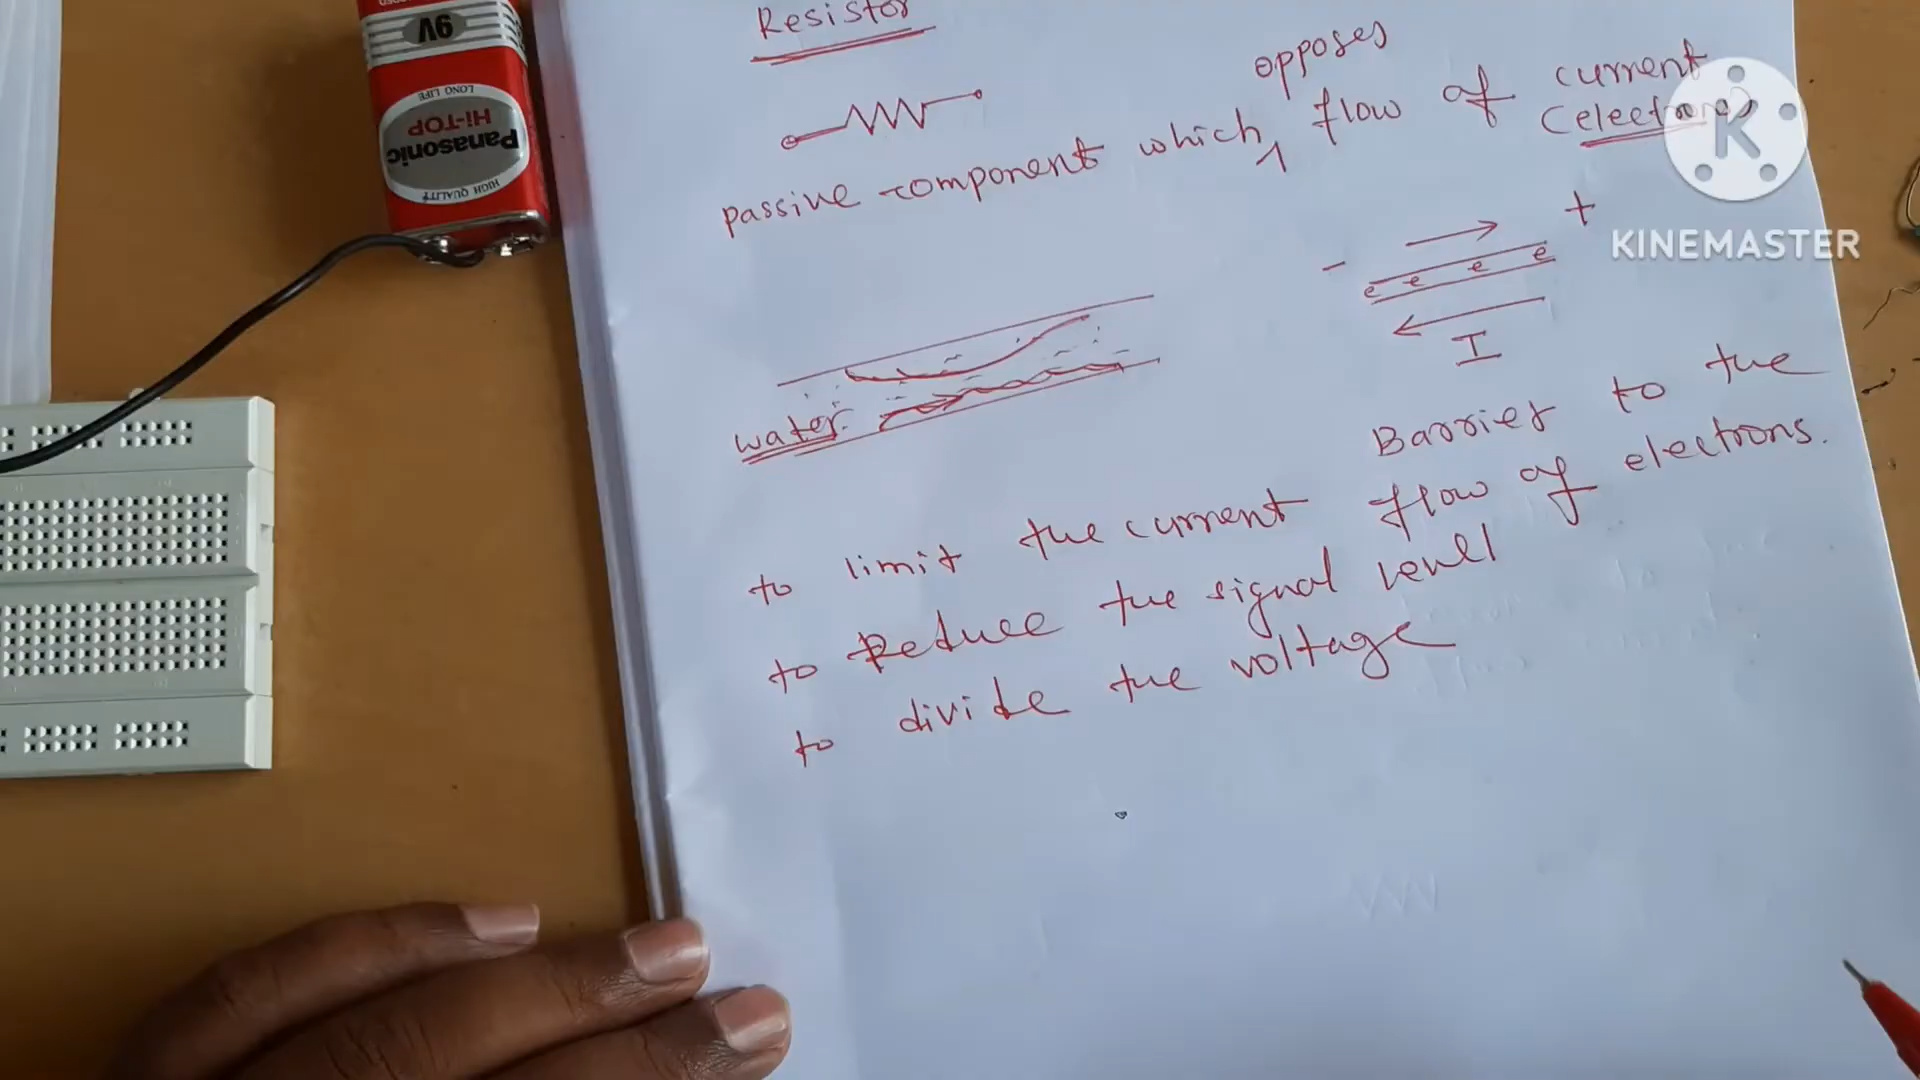 Resistor
opposes
passive component which flow of current
(electrons)
- +
e e e e
I
water.
Barrier to the
flow of electrons.
to limit the current
to Reduce the signal level
to divide the voltage
9V
LONG LIFE
Hi-TOP
Panasonic
HIGH QUALITY
K
KINEMASTER